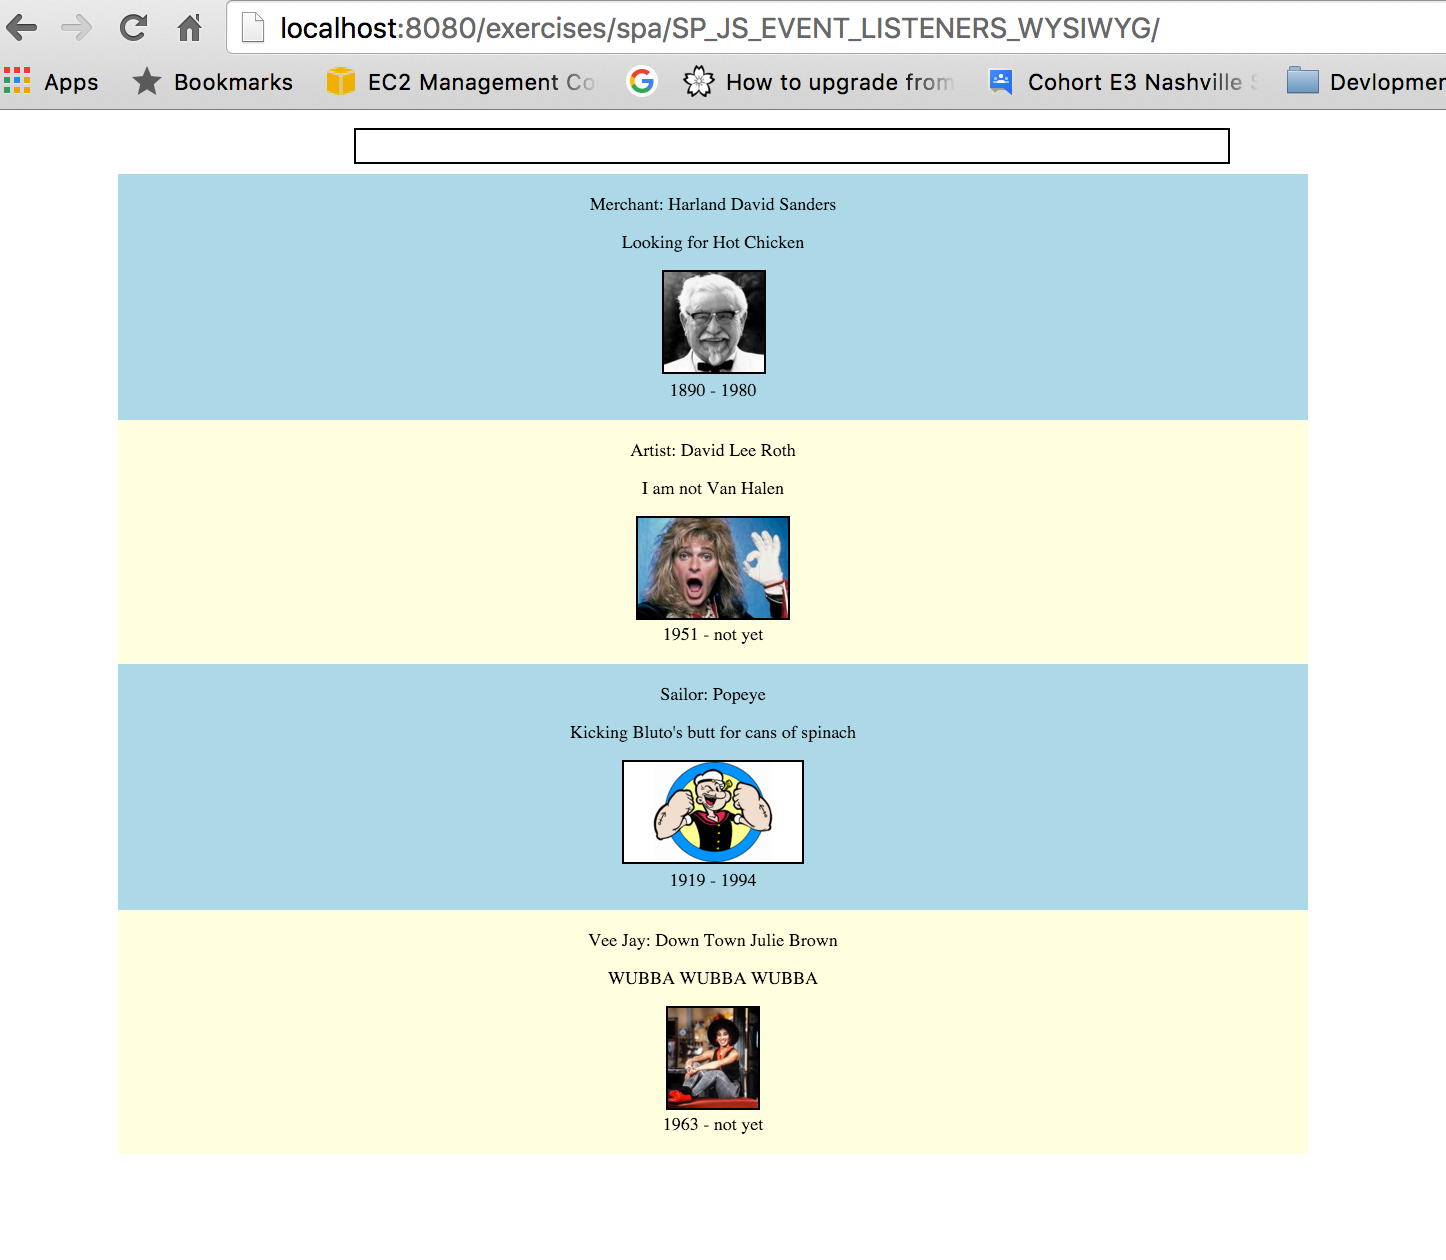 localhost:8080/exercises/spa/SP_JS_EVENT_LISTENERS_WYSIWYG/
Apps Bookmarks EC2 Management Co How to upgrade from Cohort E3 Nashville Devlopmer
Merchant: Harland David Sanders
Looking for Hot Chicken
1890 - 1980
Artist: David Lee Roth
I am not Van Halen
1951 - not yet
Sailor: Popeye
Kicking Bluto's butt for cans of spinach
1919 - 1994
Vee Jay: Down Town Julie Brown
WUBBA WUBBA WUBBA
1963 - not yet